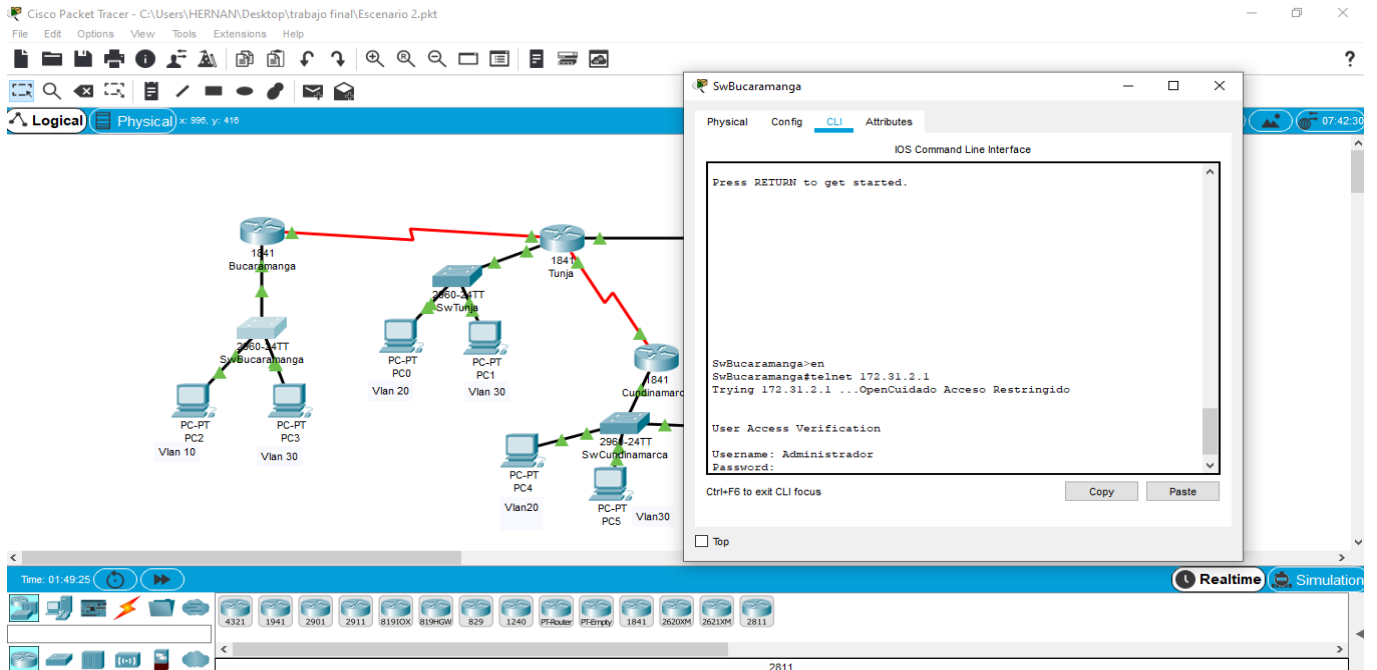 Cisco Packet Tracer - C:\Users\HERNAN\Desktop\trabajo final\Escenario 2.pkt
File Edit Options View Tools Extensions Help
?
Logical Physical x: 996, y: 416
07:42:30
SwBucaramanga
Physical Config CLI Attributes
IOS Command Line Interface
Press RETURN to get started.
SwBucaramanga>en
SwBucaramanga#telnet 172.31.2.1
Trying 172.31.2.1 ...OpenCuidado Acceso Restringido
User Access Verification
Username: Administrador
Password:
Ctrl+F6 to exit CLI focus
Copy Paste
Top
1841
Bucaramanga
1841
Tunja
2960-24TT
SwTunja
2960-24TT
SwBucaramanga
PC-PT
PC0
Vlan 20
PC-PT
PC1
Vlan 30
1841
Cundinamarc
PC-PT
PC2
Vlan 10
PC-PT
PC3
Vlan 30
2960-24TT
SwCundinamarca
PC-PT
PC4
Vlan20
PC-PT
PC5
Vlan30
Time: 01:49:25
Realtime Simulation
4321 1941 2901 2911 819IOX 819HGW 829 1240 PT-Router PT-Empty 1841 2620XM 2621XM 2811
2811